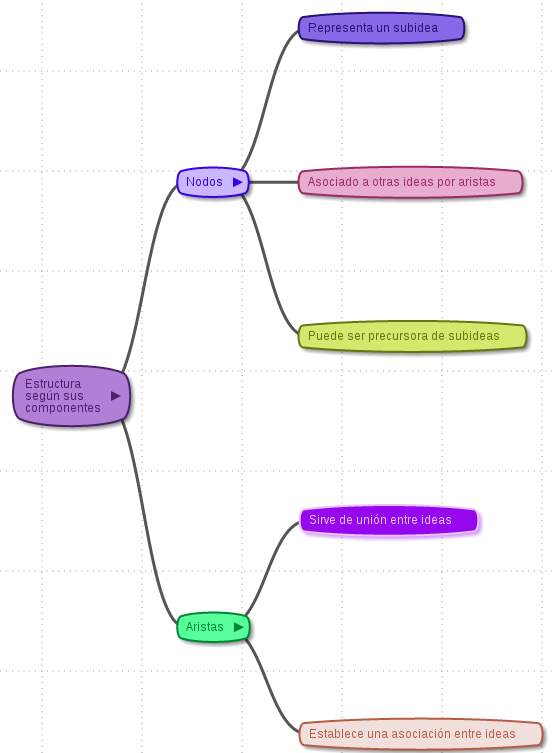 Representa un subidea
Nodos
Asociado a otras ideas por aristas
Puede ser precursora de subideas
Estructura
según sus
componentes
Sirve de unión entre ideas
Aristas
Establece una asociación entre ideas